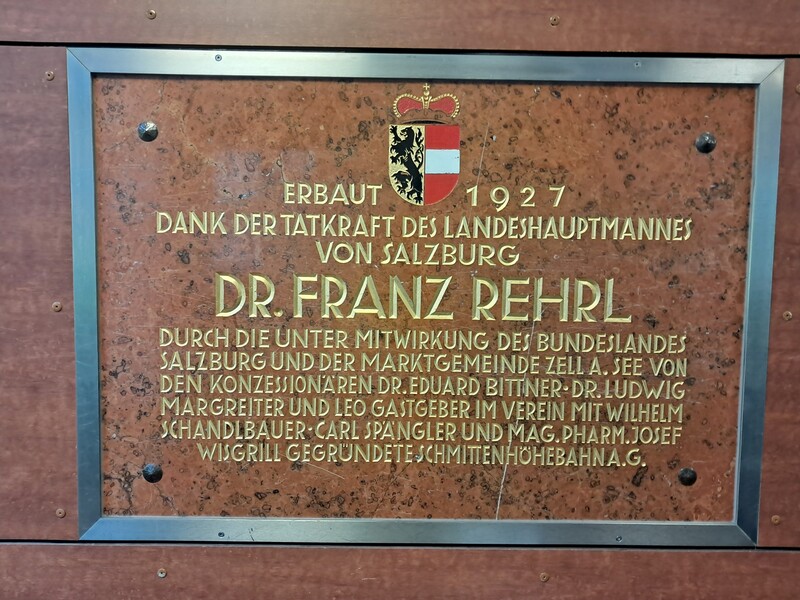 ERBAUT 1927
DANK DER TATKRAFT DES LANDESHAUPTMANNES
VON SALZBURG
DR. FRANZ REHRL
DURCH DIE UNTER MITWIRKUNG DES BUNDESLANDES
SALZBURG UND DER MARKTGEMEINDE ZELL A. SEE VON
DEN KONZESSIONÄREN DR. EDUARD BITTNER · DR. LUDWIG
MARGREITER UND LEO GASTGEBER IM VEREIN MIT WILHELM
SCHANDLBAUER · CARL SPÄNGLER UND MAG. PHARM. JOSEF
WISGRILL GEGRÜNDETE SCHMITTENHÖHEBAHN A.G.